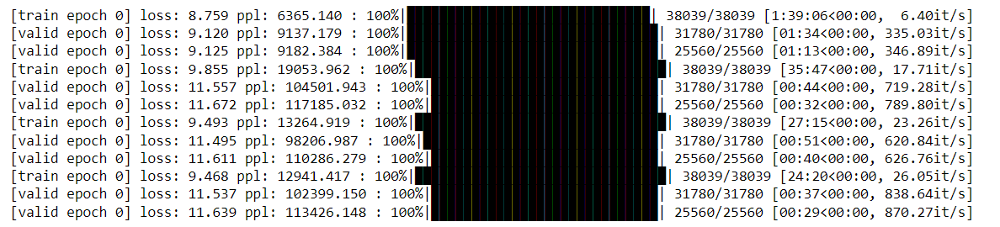 [train epoch 0] loss: 8.759 ppl: 6365.140 : 100%|██████████| 38039/38039 [1:39:06<00:00,  6.40it/s]
[valid epoch 0] loss: 9.120 ppl: 9137.179 : 100%|██████████| 31780/31780 [01:34<00:00, 335.03it/s]
[valid epoch 0] loss: 9.125 ppl: 9182.384 : 100%|██████████| 25560/25560 [01:13<00:00, 346.89it/s]
[train epoch 0] loss: 9.855 ppl: 19053.962 : 100%|██████████| 38039/38039 [35:47<00:00, 17.71it/s]
[valid epoch 0] loss: 11.557 ppl: 104501.943 : 100%|██████████| 31780/31780 [00:44<00:00, 719.28it/s]
[valid epoch 0] loss: 11.672 ppl: 117185.032 : 100%|██████████| 25560/25560 [00:32<00:00, 789.80it/s]
[train epoch 0] loss: 9.493 ppl: 13264.919 : 100%|██████████| 38039/38039 [27:15<00:00, 23.26it/s]
[valid epoch 0] loss: 11.495 ppl: 98206.987 : 100%|██████████| 31780/31780 [00:51<00:00, 620.84it/s]
[valid epoch 0] loss: 11.611 ppl: 110286.279 : 100%|██████████| 25560/25560 [00:40<00:00, 626.76it/s]
[train epoch 0] loss: 9.468 ppl: 12941.417 : 100%|██████████| 38039/38039 [24:20<00:00, 26.05it/s]
[valid epoch 0] loss: 11.537 ppl: 102399.150 : 100%|██████████| 31780/31780 [00:37<00:00, 838.64it/s]
[valid epoch 0] loss: 11.639 ppl: 113426.148 : 100%|██████████| 25560/25560 [00:29<00:00, 870.27it/s]